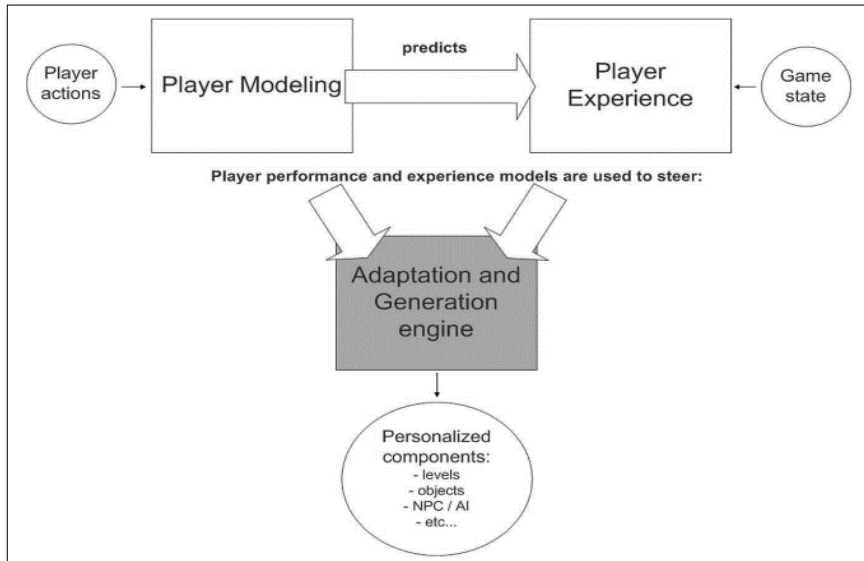 Player
actions
Player Modeling
predicts
Player
Experience
Game
state
Player performance and experience models are used to steer:
Adaptation and
Generation
engine
Personalized
components:
- levels
- objects
- NPC / AI
- etc...